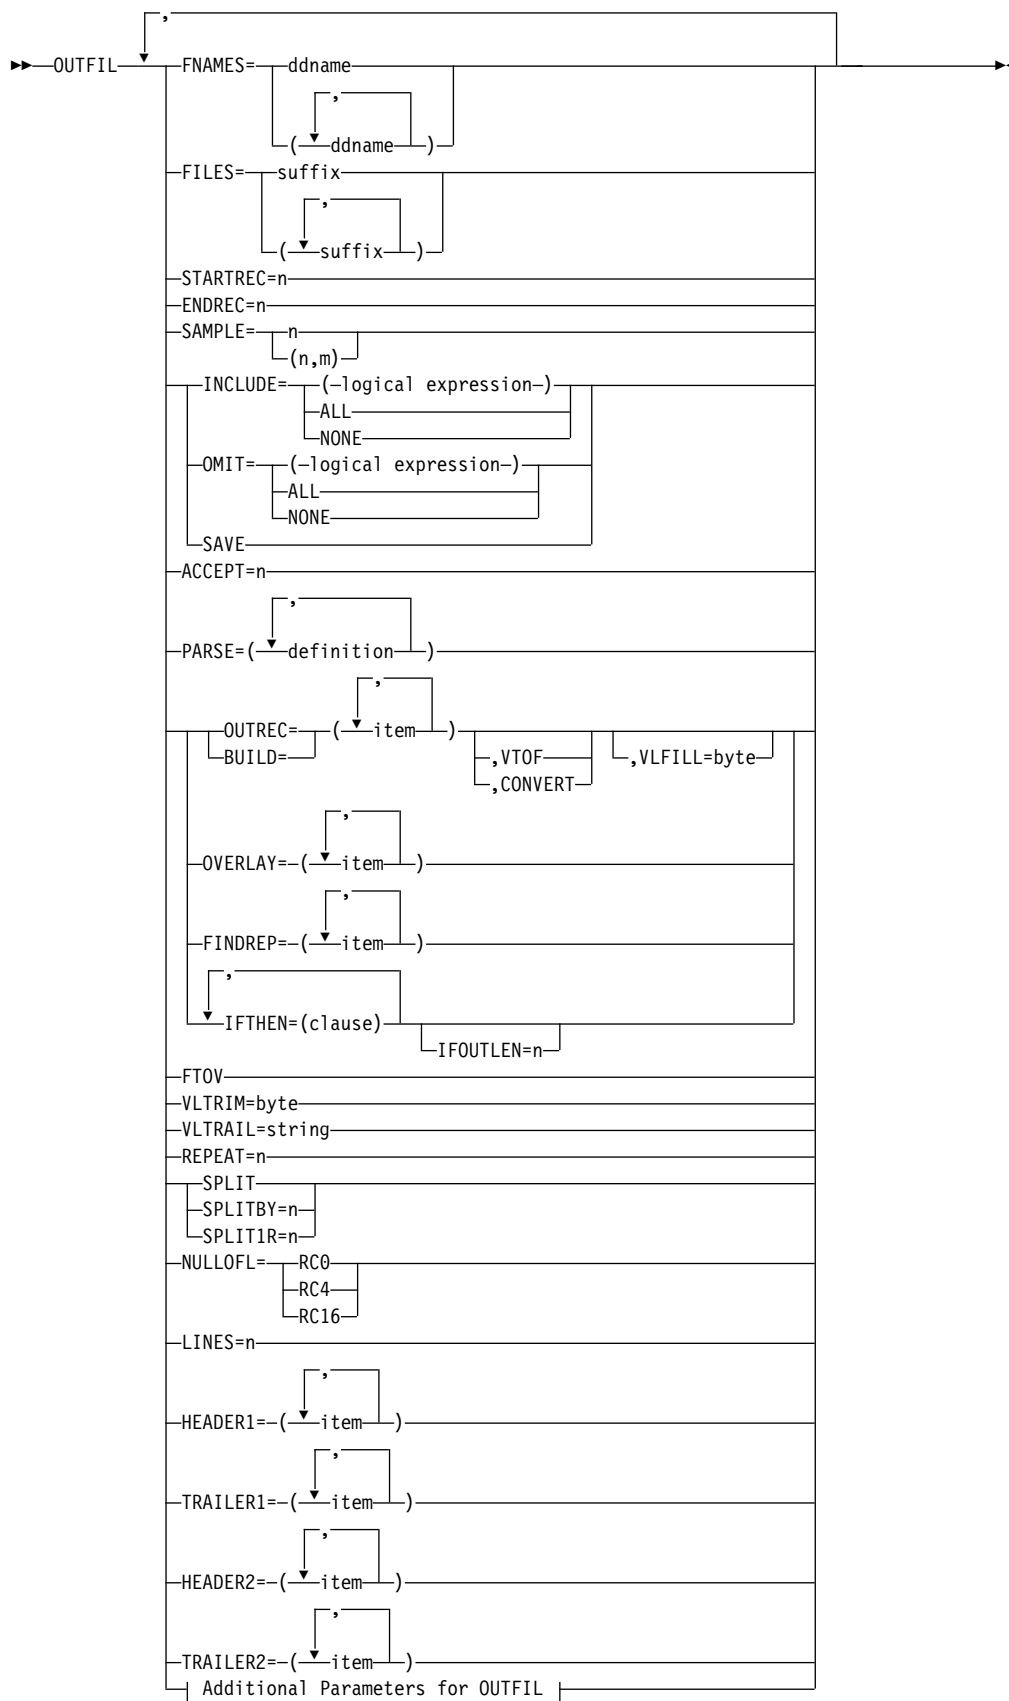 ,
OUTFIL FNAMES= ddname
,
( ddname )
FILES= suffix
,
( suffix )
STARTREC=n
ENDREC=n
SAMPLE= n
(n,m)
INCLUDE= (logical expression)
ALL
NONE
OMIT= (logical expression)
ALL
NONE
SAVE
ACCEPT=n
,
PARSE=( definition )
,
OUTREC= ( item )
BUILD= ,VTOF ,VLFILL=byte
,CONVERT
,
OVERLAY= ( item )
,
FINDREP= ( item )
,
IFTHEN=(clause)
IFOUTLEN=n
FTOV
VLTRIM=byte
VLTRAIL=string
REPEAT=n
SPLIT
SPLITBY=n
SPLIT1R=n
NULLOFL= RC0
RC4
RC16
LINES=n
,
HEADER1= ( item )
,
TRAILER1= ( item )
,
HEADER2= ( item )
,
TRAILER2= ( item )
Additional Parameters for OUTFIL